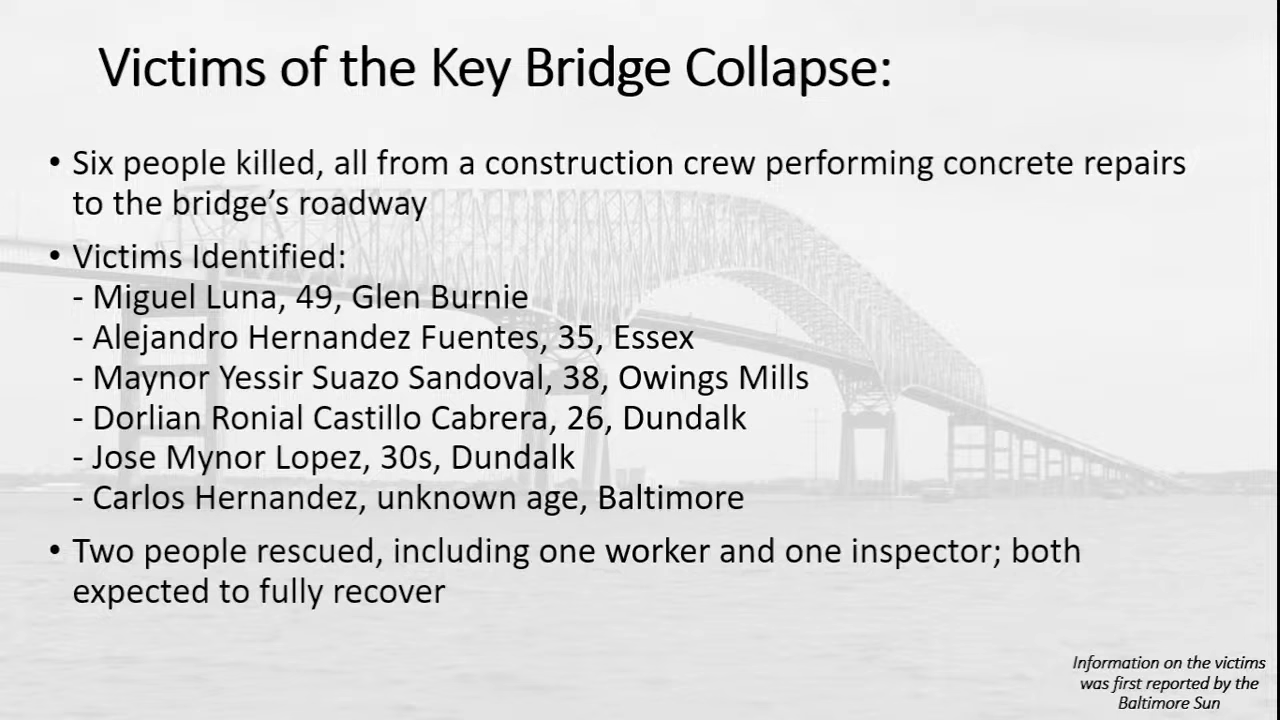 Victims of the Key Bridge Collapse:
• Six people killed, all from a construction crew performing concrete repairs
to the bridge’s roadway
• Victims Identified:
- Miguel Luna, 49, Glen Burnie
- Alejandro Hernandez Fuentes, 35, Essex
- Maynor Yessir Suazo Sandoval, 38, Owings Mills
- Dorlian Ronial Castillo Cabrera, 26, Dundalk
- Jose Mynor Lopez, 30s, Dundalk
- Carlos Hernandez, unknown age, Baltimore
• Two people rescued, including one worker and one inspector; both
expected to fully recover
Information on the victims
was first reported by the
Baltimore Sun